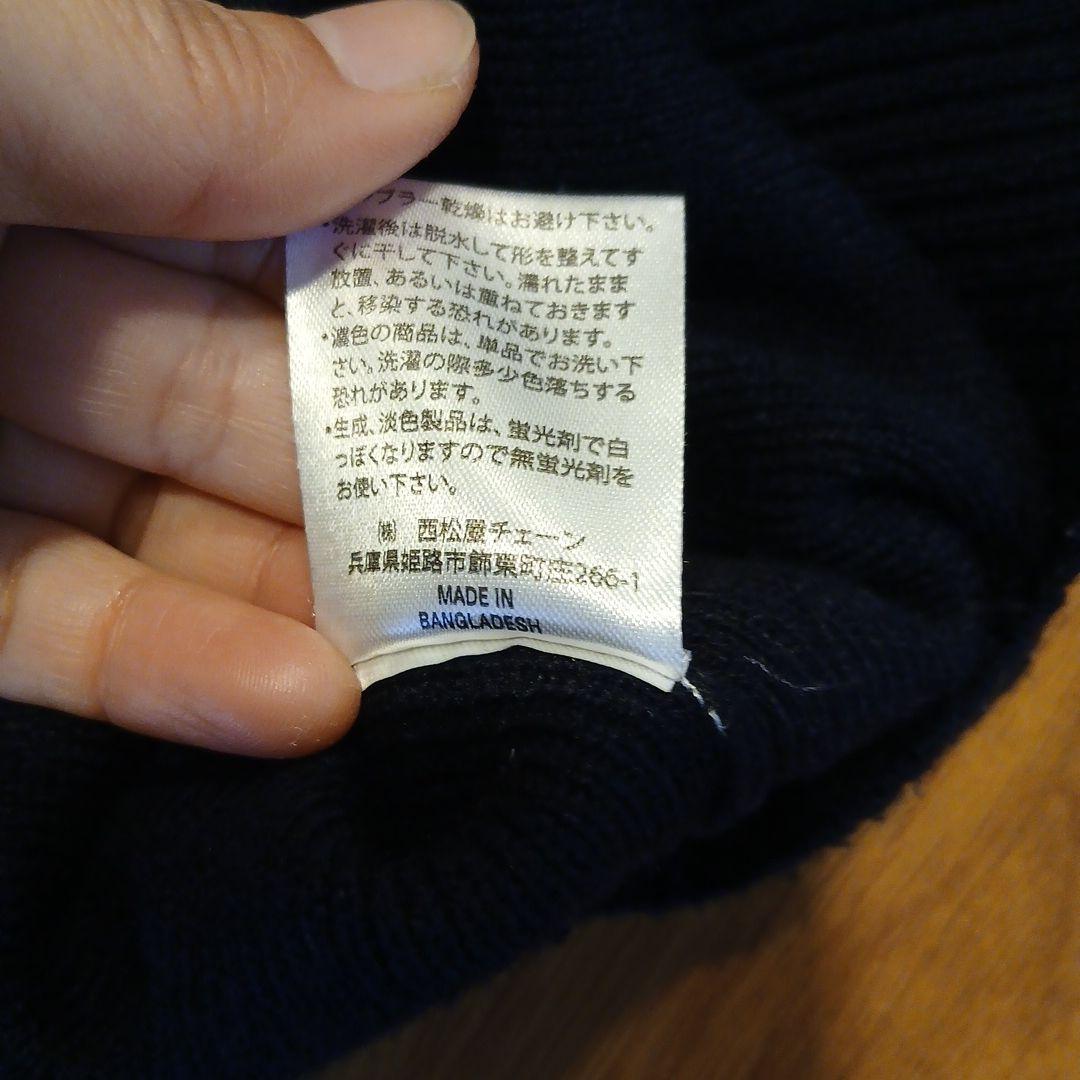 ブラー乾燥はお避け下さい。
・洗濯後は脱水して形を整えてす
ぐに干して下さい。濡れたまま
放置、あるいは重ねておきます
と、移染する恐れがあります。
・濃色の商品は、単品でお洗い下
さい。洗濯の際多少色落ちする
恐れがあります。
・生成、淡色製品は、蛍光剤で白
っぽくなりますので無蛍光剤を
お使い下さい。
㈱ 西松屋チェーン
兵庫県姫路市飾東町庄266-1
MADE IN
BANGLADESH